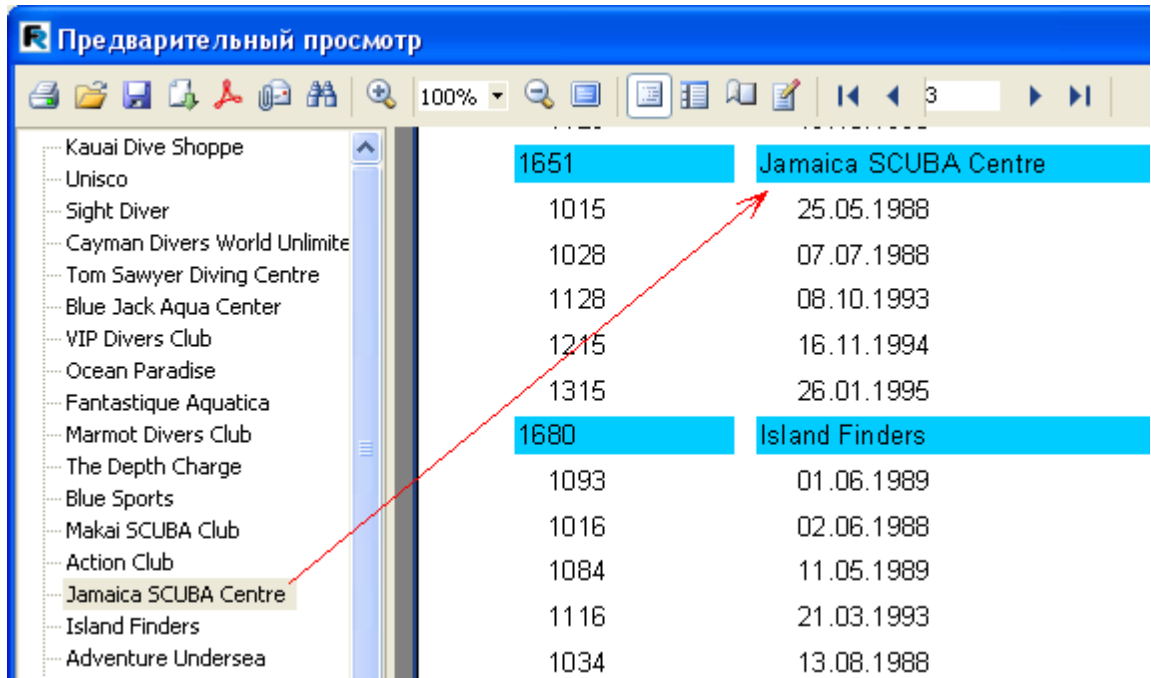 Предварительный просмотр
100% 3
Kauai Dive Shoppe
Unisco
Sight Diver
Cayman Divers World Unlimite
Tom Sawyer Diving Centre
Blue Jack Aqua Center
VIP Divers Club
Ocean Paradise
Fantastique Aquatica
Marmot Divers Club
The Depth Charge
Blue Sports
Makai SCUBA Club
Action Club
Jamaica SCUBA Centre
Island Finders
Adventure Undersea
1651 Jamaica SCUBA Centre
1015 25.05.1988
1028 07.07.1988
1128 08.10.1993
1215 16.11.1994
1315 26.01.1995
1680 Island Finders
1093 01.06.1989
1016 02.06.1988
1084 11.05.1989
1116 21.03.1993
1034 13.08.1988